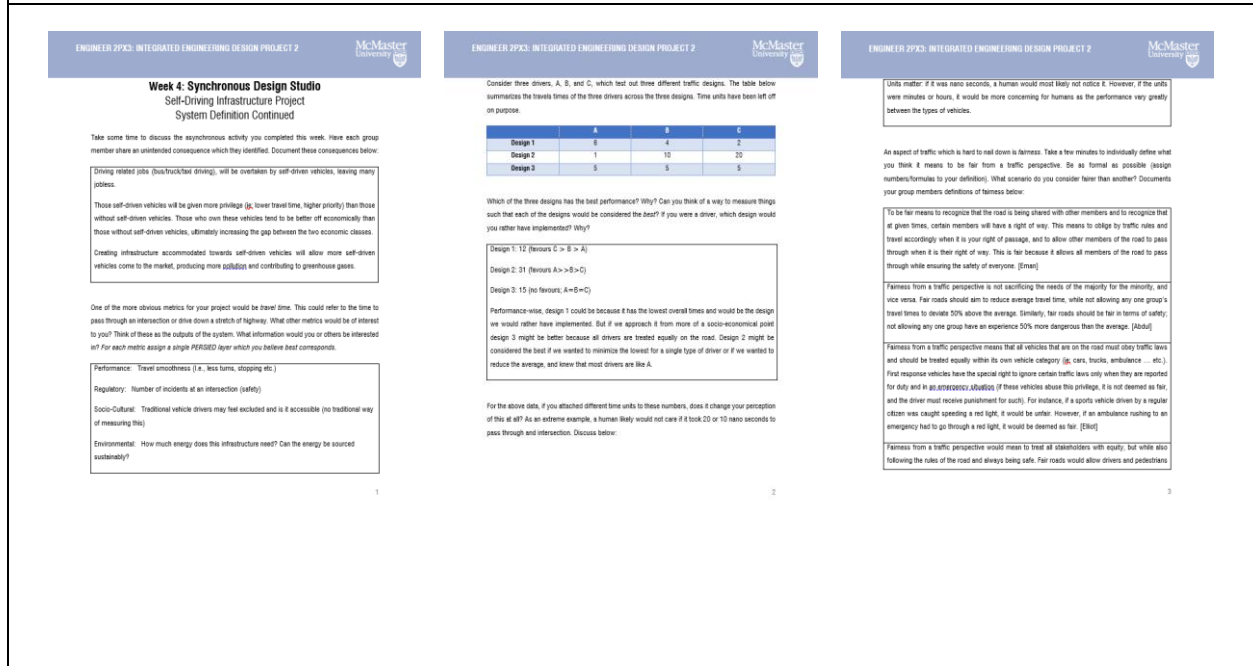 ENGINEER 2PX3: INTEGRATED ENGINEERING DESIGN PROJECT 2
McMaster
University
Week 4: Synchronous Design Studio
Self-Driving Infrastructure Project
System Definition Continued
Take some time to discuss the asynchronous activity you completed this week. Have each group
member share an unintended consequence which they identified. Document these consequences below:
Driving related jobs (bus/truck/taxi driving), will be overtaken by self-driven vehicles, leaving many
jobless.
Those self-driven vehicles will be given more privilege (ie; lower travel time, higher priority) than those
without self-driven vehicles. Those who own these vehicles tend to be better off economically than
those without self-driven vehicles, ultimately increasing the gap between the two economic classes.
Creating infrastructure accommodated towards self-driven vehicles will allow more self-driven
vehicles come to the market, producing more pollution and contributing to greenhouse gases.
One of the more obvious metrics for your project would be travel time. This could refer to the time to
pass through an intersection or drive down a stretch of highway. What other metrics would be of interest
to you? Think of these as the outputs of the system. What information would you or others be interested
in? For each metric assign a single PERSIED layer which you believe best corresponds.
Performance: Travel smoothness (I.e., less turns, stopping etc.)
Regulatory: Number of incidents at an intersection (safety)
Socio-Cultural: Traditional vehicle drivers may feel excluded and is it accessible (no traditional way
of measuring this)
Environmental: How much energy does this infrastructure need? Can the energy be sourced
sustainably?
1
ENGINEER 2PX3: INTEGRATED ENGINEERING DESIGN PROJECT 2
McMaster
University
Consider three drivers, A, B, and C, which test out three different traffic designs. The table below
summarizes the travels times of the three drivers across the three designs. Time units have been left off
on purpose.
A B C
Design 1 6 4 2
Design 2 1 10 20
Design 3 5 5 5
Which of the three designs has the best performance? Why? Can you think of a way to measure things
such that each of the designs would be considered the best? If you were a driver, which design would
you rather have implemented? Why?
Design 1: 12 (favours C > B > A)
Design 2: 31 (favours A>>B>C)
Design 3: 15 (no favours; A=B=C)
Performance-wise, design 1 could be because it has the lowest overall times and would be the design
we would rather have implemented. But if we approach it from more of a socio-economical point
design 3 might be better because all drivers are treated equally on the road. Design 2 might be
considered the best if we wanted to minimize the lowest for a single type of driver or if we wanted to
reduce the average, and knew that most drivers are like A.
For the above data, if you attached different time units to these numbers, does it change your perception
of this at all? As an extreme example, a human likely would not care if it took 20 or 10 nano seconds to
pass through and intersection. Discuss below:
2
ENGINEER 2PX3: INTEGRATED ENGINEERING DESIGN PROJECT 2
McMaster
University
Units matter: if it was nano seconds, a human would most likely not notice it. However, if the units
were minutes or hours, it would be more concerning for humans as the performance vary greatly
between the types of vehicles.
An aspect of traffic which is hard to nail down is fairness. Take a few minutes to individually define what
you think it means to be fair from a traffic perspective. Be as formal as possible (assign
numbers/formulas to your definition). What scenario do you consider fairer than another? Documents
your group members definitions of fairness below:
To be fair means to recognize that the road is being shared with other members and to recognize that
at given times, certain members will have a right of way. This means to oblige by traffic rules and
travel accordingly when it is your right of passage, and to allow other members of the road to pass
through when it is their right of way. This is fair because it allows all members of the road to pass
through while ensuring the safety of everyone. [Eman]
Fairness from a traffic perspective is not sacrificing the needs of the majority for the minority, and
vice versa. Fair roads should aim to reduce average travel time, while not allowing any one group's
travel times to deviate 50% above the average. Similarly, fair roads should be fair in terms of safety;
not allowing any one group have an experience 50% more dangerous than the average. [Abdul]
Fairness from a traffic perspective means that all vehicles that are on the road must obey traffic laws
and should be treated equally within its own vehicle category (ie; cars, trucks, ambulance .... etc.).
First response vehicles have the special right to ignore certain traffic laws only when they are reported
for duty and in an emergency situation (if these vehicles abuse this privilege, it is not deemed as fair,
and the driver must receive punishment for such). For instance, if a sports vehicle driven by a regular
citizen was caught speeding a red light, it would be unfair. However, if an ambulance rushing to an
emergency had to go through a red light, it would be deemed as fair. [Elliot]
Fairness from a traffic perspective would mean to treat all stakeholders with equity, but while also
following the rules of the road and always being safe. Fair roads would allow drivers and pedestrians
3